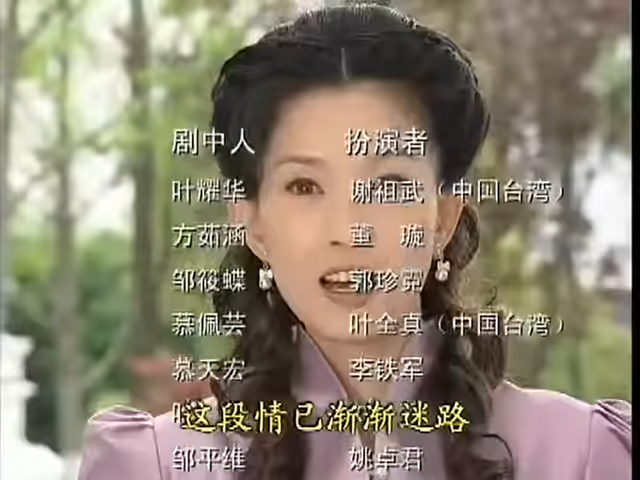 剧中人 扮演者
叶耀华 谢祖武（中国台湾）
方茹涵 董 璇
邹筱蝶 郭珍霓
慕佩芸 叶全真（中国台湾）
慕天宏 李铁军
这段情已渐渐迷路
邹平维 姚卓君